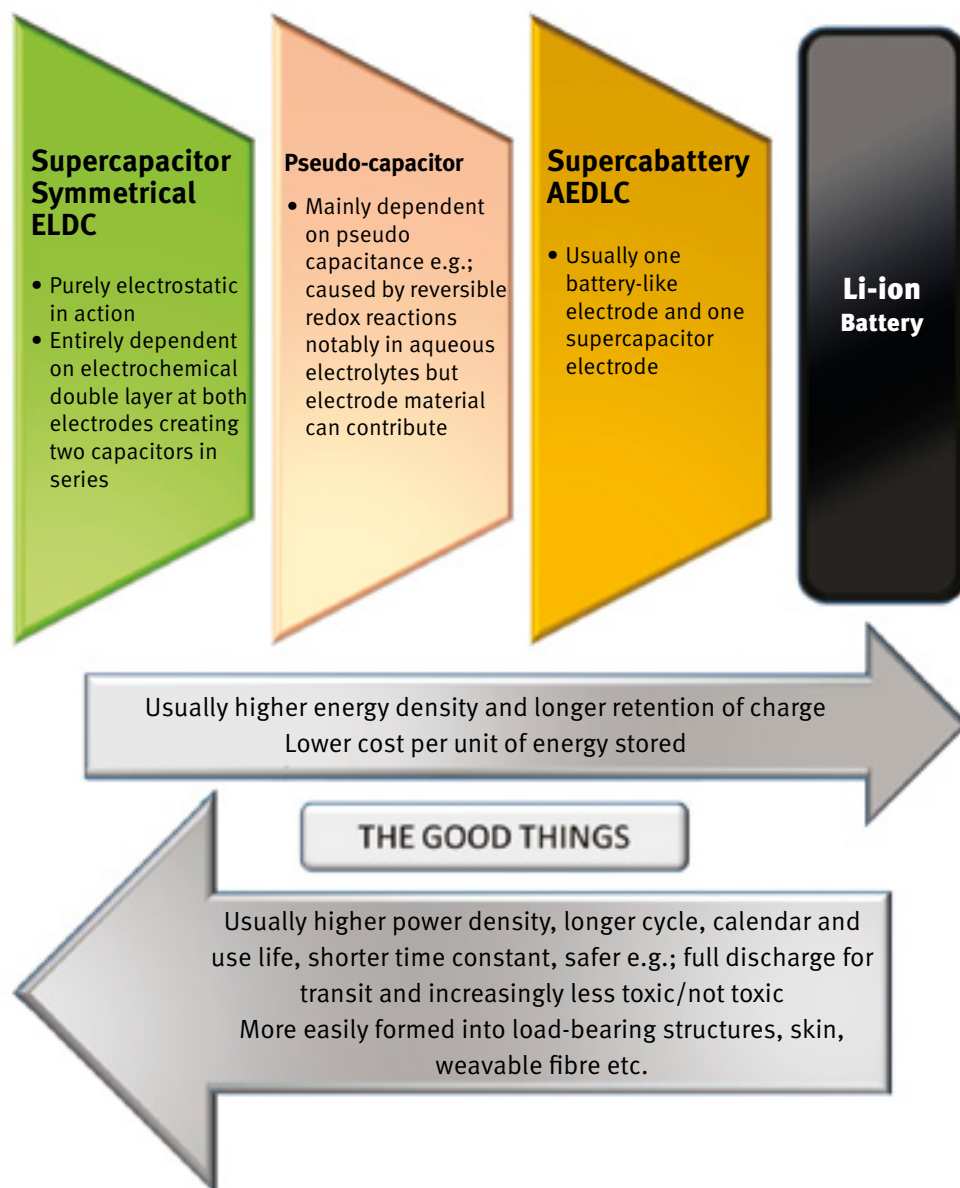 Supercapacitor
Symmetrical
ELDC
• Purely electrostatic
in action
• Entirely dependent
on electrochemical
double layer at both
electrodes creating
two capacitors in
series
Pseudo-capacitor
• Mainly dependent
on pseudo
capacitance e.g.;
caused by reversible
redox reactions
notably in aqueous
electrolytes but
electrode material
can contribute
Supercabattery
AEDLC
• Usually one
battery-like
electrode and one
supercapacitor
electrode
Li-ion
Battery
Usually higher energy density and longer retention of charge
Lower cost per unit of energy stored
THE GOOD THINGS
Usually higher power density, longer cycle, calendar and
use life, shorter time constant, safer e.g.; full discharge for
transit and increasingly less toxic/not toxic
More easily formed into load-bearing structures, skin,
weavable fibre etc.